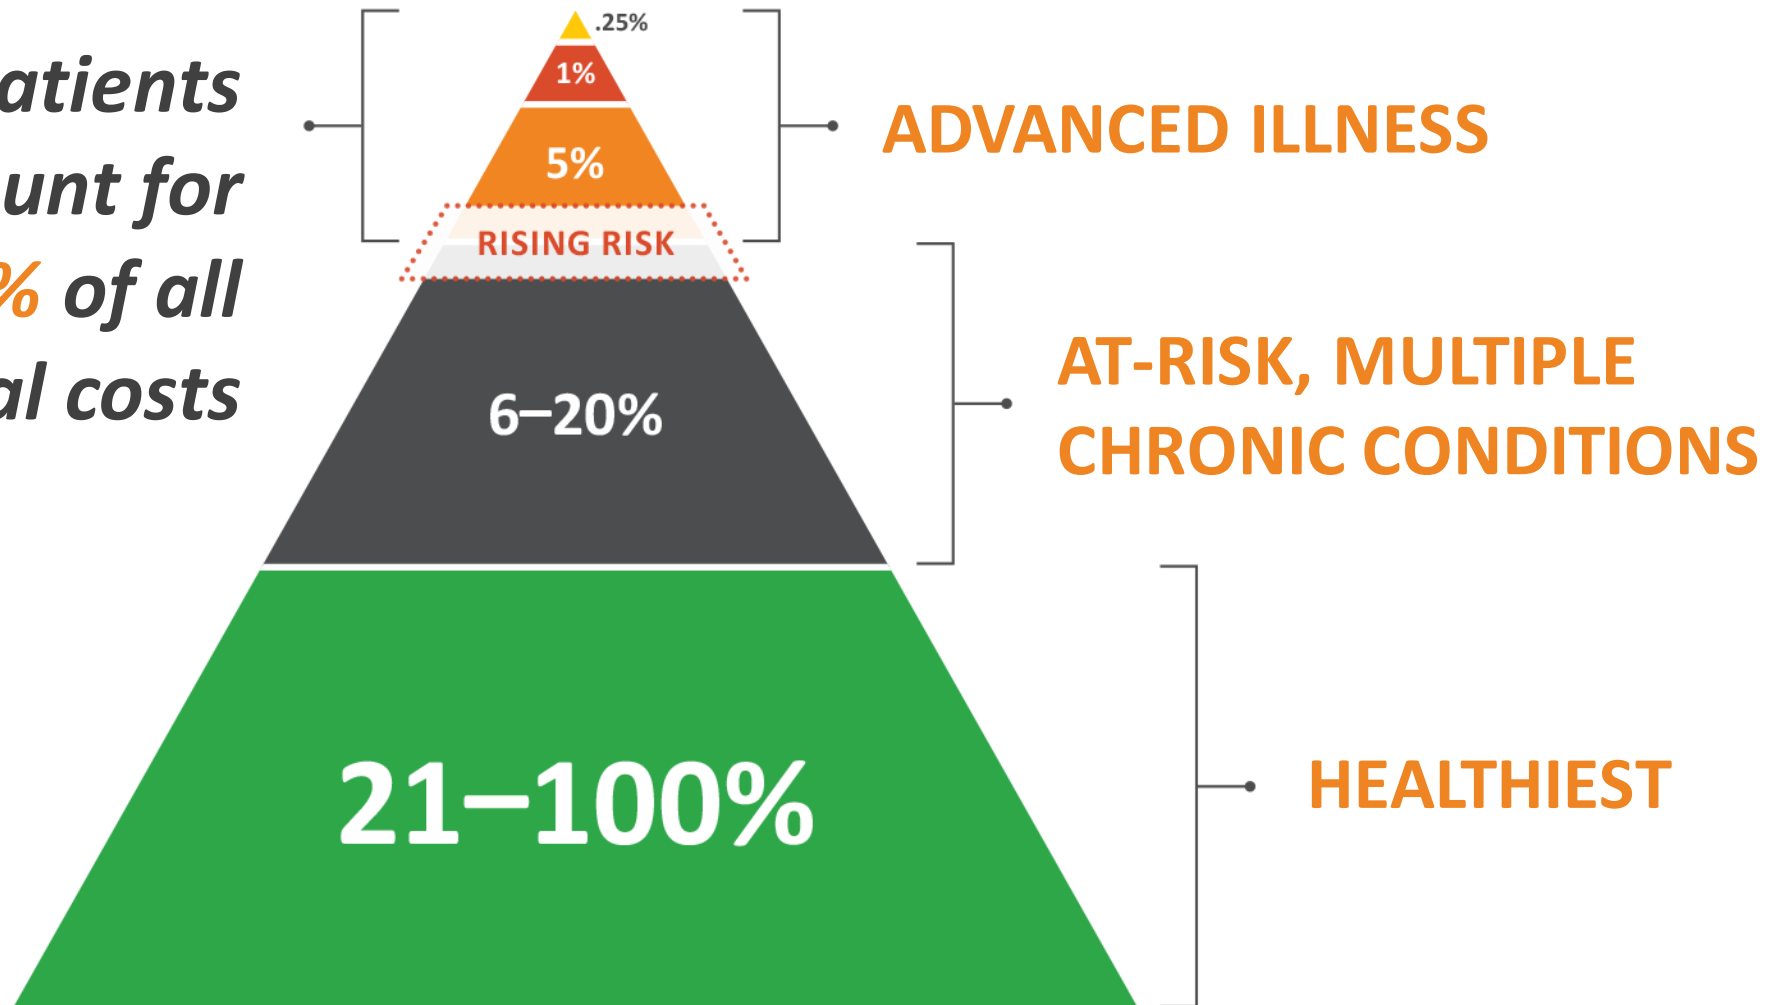 .25%
1%
5%
RISING RISK
6–20%
21–100%
atients
unt for
% of all
al costs
ADVANCED ILLNESS
AT-RISK, MULTIPLE
CHRONIC CONDITIONS
HEALTHIEST